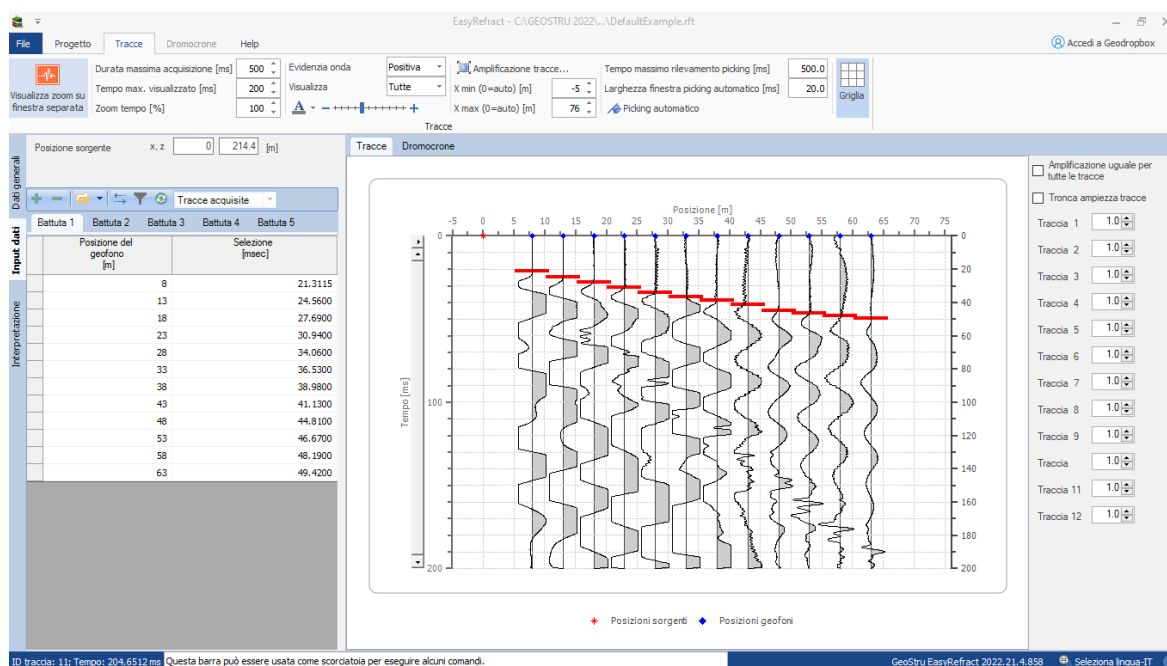 EasyRefract - C:\GEOSTRU 2022\...\DefaultExample.rft
File Progetto Tracce Dromocrone Help Accedi a Geodropbox
Visualizza zoom su finestra separata
Durata massima acquisizione [ms] 500
Tempo max. visualizzato [ms] 200
Zoom tempo [%] 100
Evidenzia onda Positiva
Visualizza Tutte
A
Amplificazione tracce...
X min (0=auto) [m] -5
X max (0=auto) [m] 76
Tempo massimo rilevamento picking [ms] 500.0
Larghezza finestra picking automatico [ms] 20.0
Picking automatico
Griglia
Tracce
Dati generali
Input dati
Interpretazione
Posizione sorgente x, z 0 214.4 [m]
Tracce acquisite
Battuta 1 Battuta 2 Battuta 3 Battuta 4 Battuta 5
Posizione del geofono [m] Selezione [msec]
8 21.3115
13 24.5600
18 27.6900
23 30.9400
28 34.0600
33 36.5300
38 38.9800
43 41.1300
48 44.8100
53 46.6700
58 48.1900
63 49.4200
Tracce Dromocrone
Posizione [m]
-5 0 5 10 15 20 25 30 35 40 45 50 55 60 65 70 75
Tempo [ms]
0
100
200
0
20
40
60
80
100
120
140
160
180
200
Posizioni sorgenti Posizioni geofoni
Amplificazione uguale per
tutte le tracce
Tronca ampiezza tracce
Traccia 1 1.0
Traccia 2 1.0
Traccia 3 1.0
Traccia 4 1.0
Traccia 5 1.0
Traccia 6 1.0
Traccia 7 1.0
Traccia 8 1.0
Traccia 9 1.0
Traccia 1.0
Traccia 11 1.0
Traccia 12 1.0
ID traccia: 11; Tempo: 204.6512 ms Questa barra può essere usata come scorciatoia per eseguire alcuni comandi. GeoStru EasyRefract 2022.21.4.858 Seleziona lingua-IT